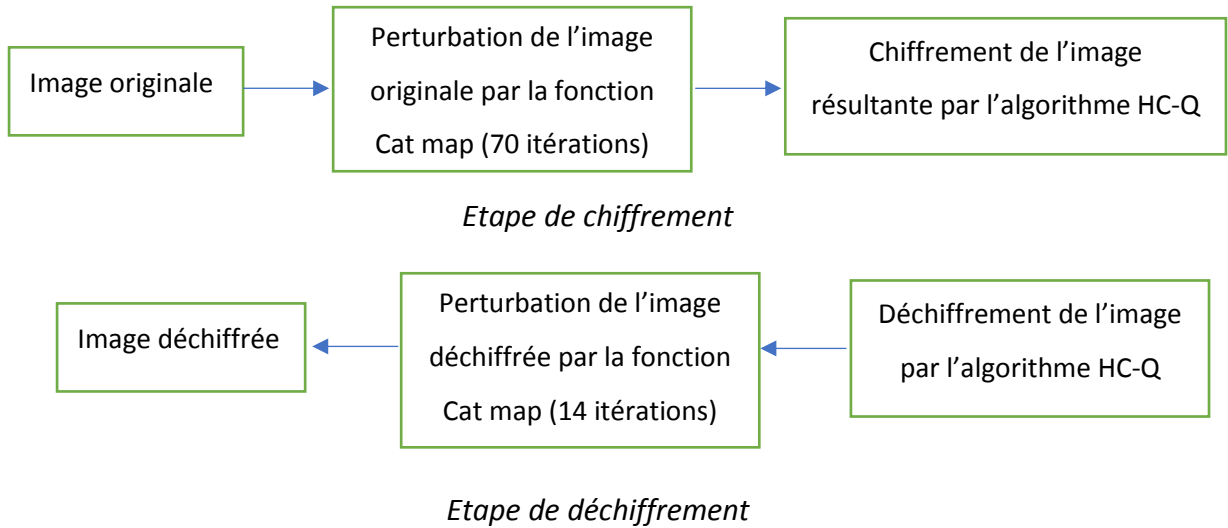 Image originale
Perturbation de l’image
originale par la fonction
Cat map (70 itérations)
Chiffrement de l’image
résultante par l’algorithme HC-Q
Etape de chiffrement
Image déchiffrée
Perturbation de l’image
déchiffrée par la fonction
Cat map (14 itérations)
Déchiffrement de l’image
par l’algorithme HC-Q
Etape de déchiffrement